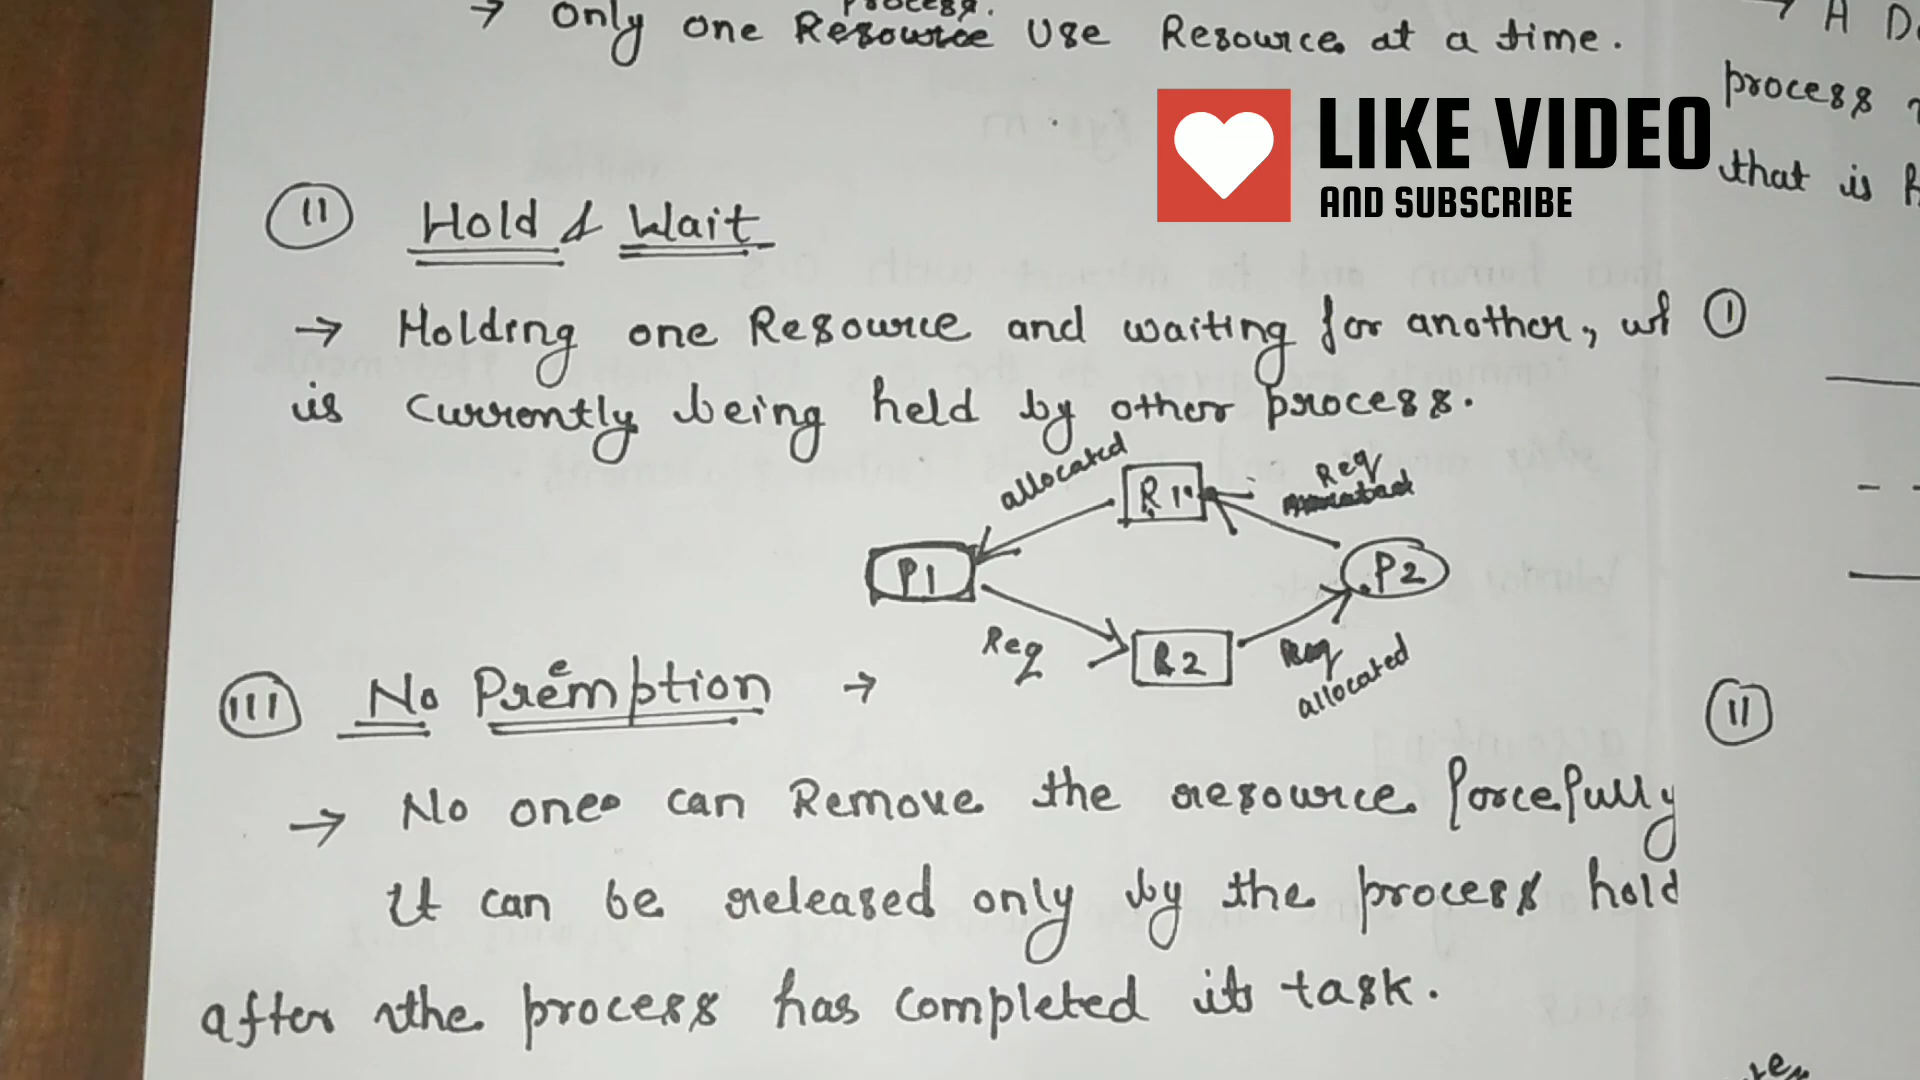 Process.
→ Only one Resource Use Resource at a time.
LIKE VIDEO
AND SUBSCRIBE
(II) Hold & Wait
→ Holding one Resource and waiting for another, wh
is currently being held by other process.
allocated
R1
Req
P1
P2
Req
R2
Req
allocated
(III) No Preemption →
→ No one can Remove the resource forcefully
it can be released only by the process hold
after the process has completed its task.
→ A D
process
that is
(I)
(II)